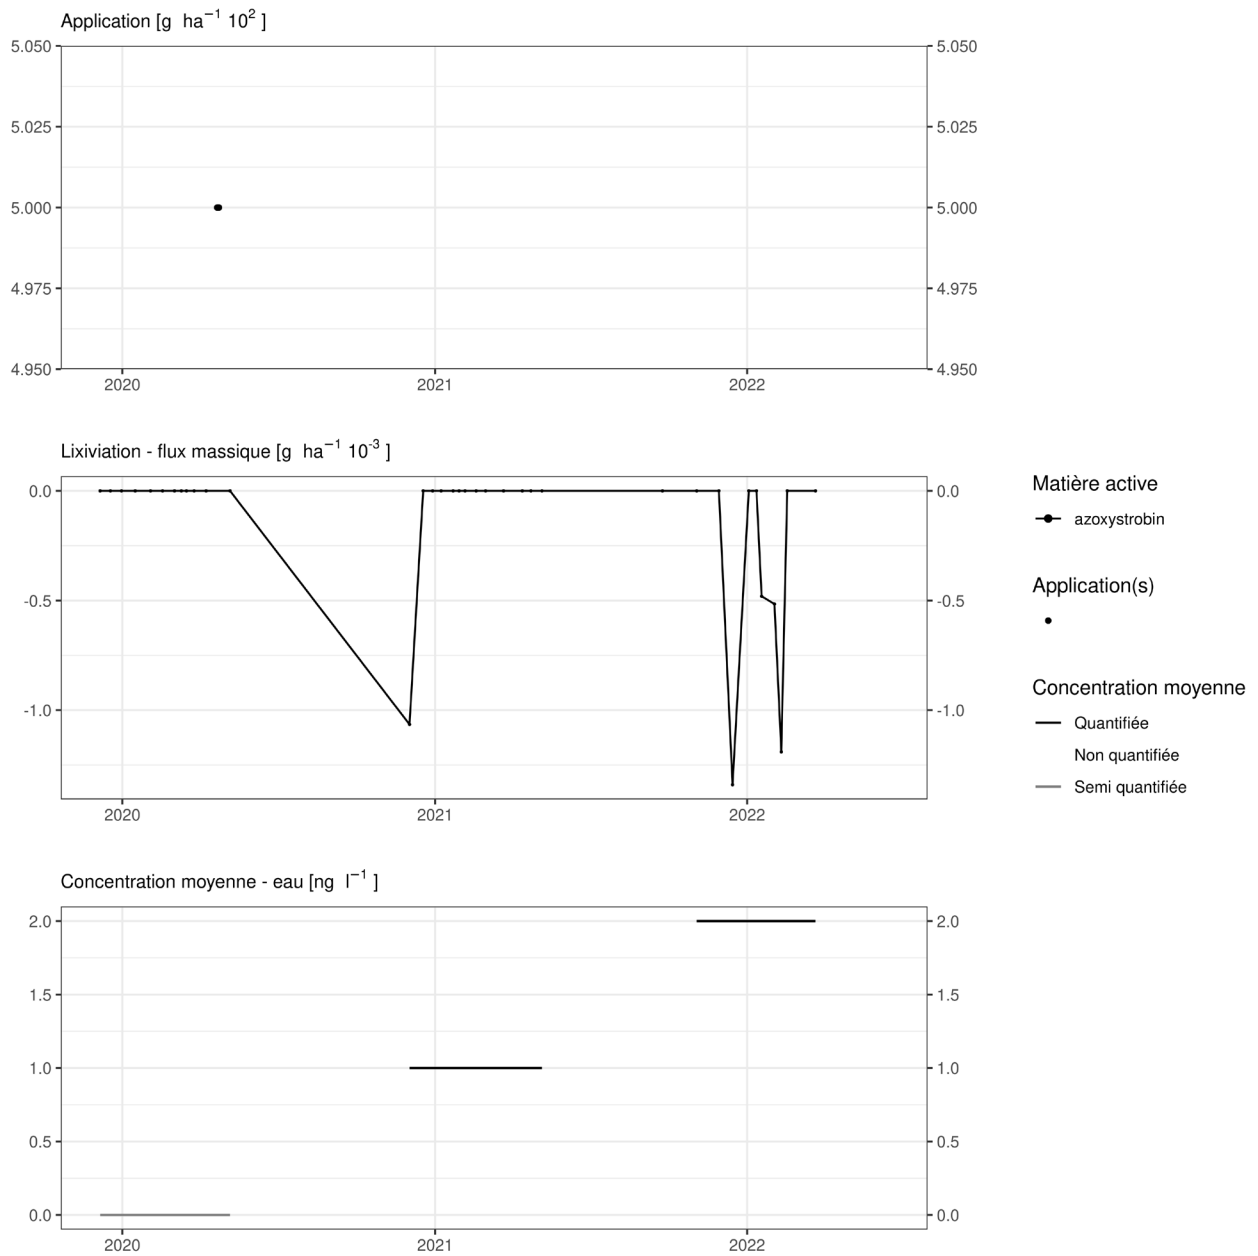 Application [g ha⁻¹ 10² ]
5.050 5.050
5.025 5.025
5.000 5.000
4.975 4.975
4.950 4.950
2020 2021 2022
Lixiviation - flux massique [g ha⁻¹ 10⁻³ ]
0.0 0.0
-0.5 -0.5
-1.0 -1.0
2020 2021 2022
Matière active
azoxystrobin
Application(s)
Concentration moyenne
Quantifiée
Non quantifiée
Semi quantifiée
Concentration moyenne - eau [ng l⁻¹ ]
2.0 2.0
1.5 1.5
1.0 1.0
0.5 0.5
0.0 0.0
2020 2021 2022